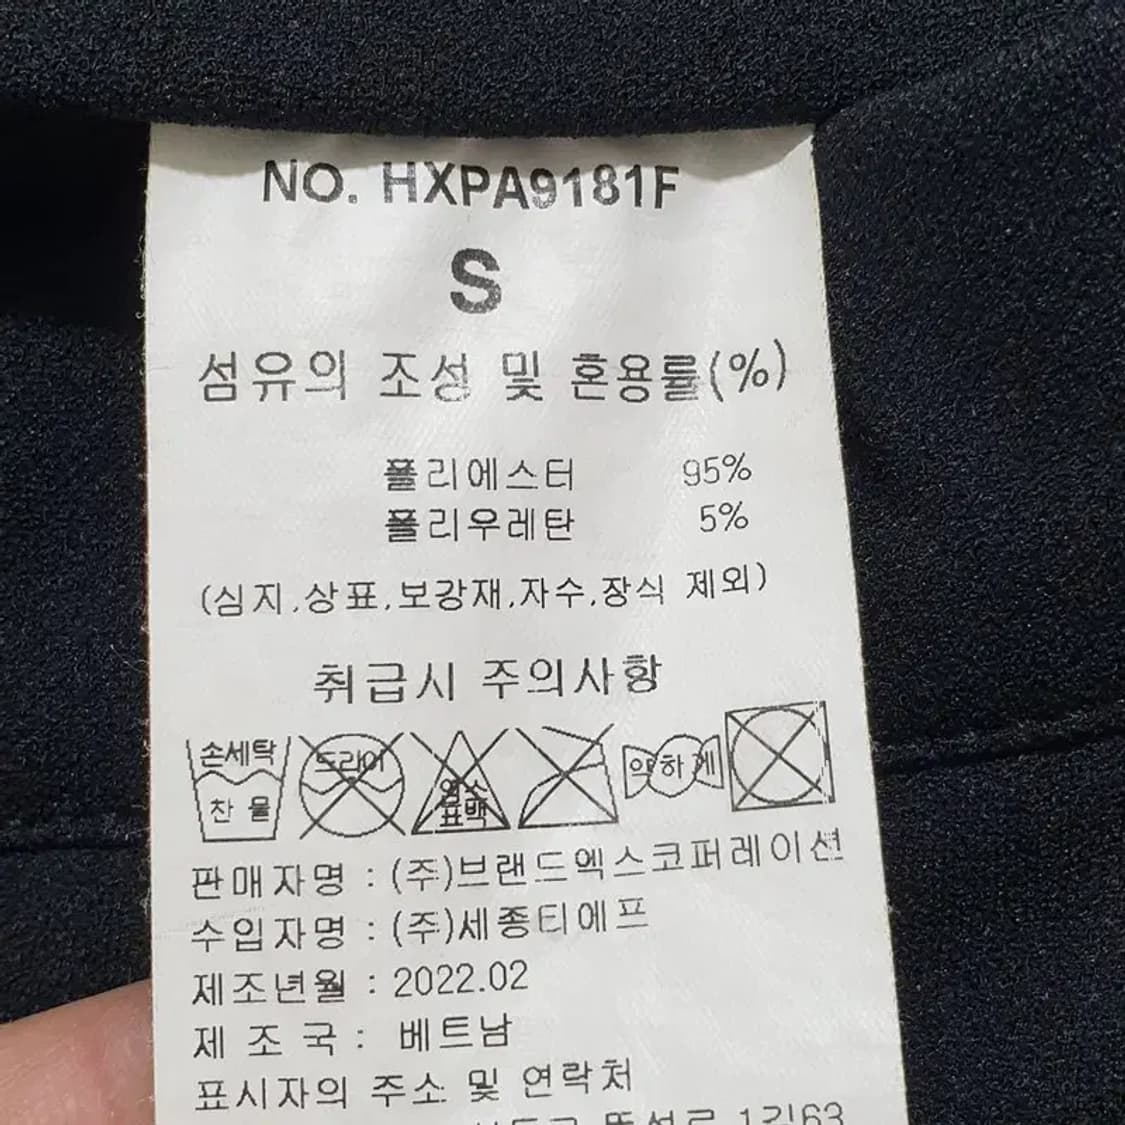 NO. HXPA9181F
S
섬유의 조성 및 혼용률(%)
폴리에스터 95%
폴리우레탄 5%
(심지,상표,보강재,자수,장식 제외)
취급시 주의사항
손세탁 드라이 염소 약하게
찬 물 표백
판매자명 : (주)브랜드엑스코퍼레이션
수입자명 : (주)세종티에프
제조년월 : 2022.02
제 조 국 : 베트남
표시자의 주소 및 연락처
1길63